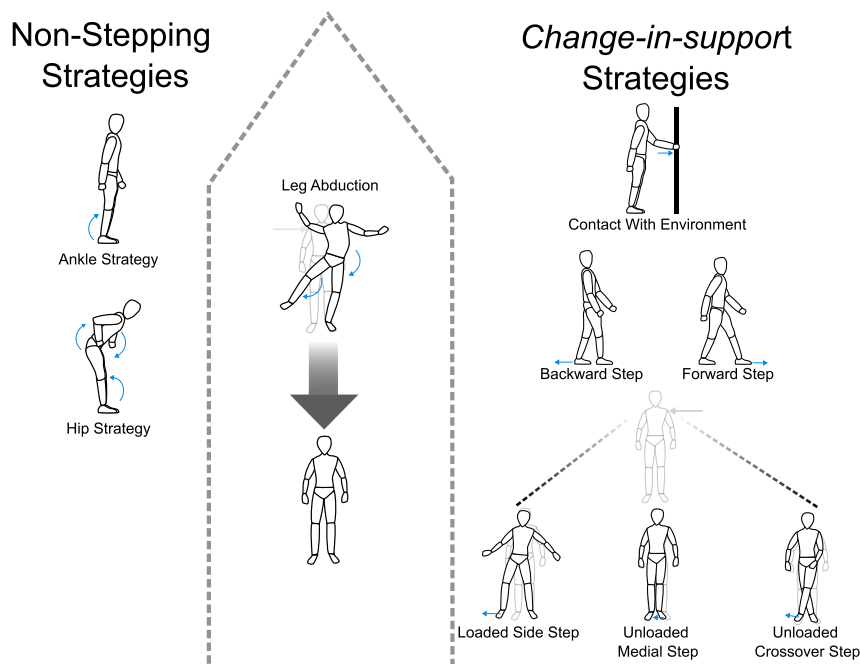 Non-Stepping
Strategies
Ankle Strategy
Hip Strategy
Leg Abduction
Change-in-support
Strategies
Contact With Environment
Backward Step
Forward Step
Loaded Side Step
Unloaded
Medial Step
Unloaded
Crossover Step